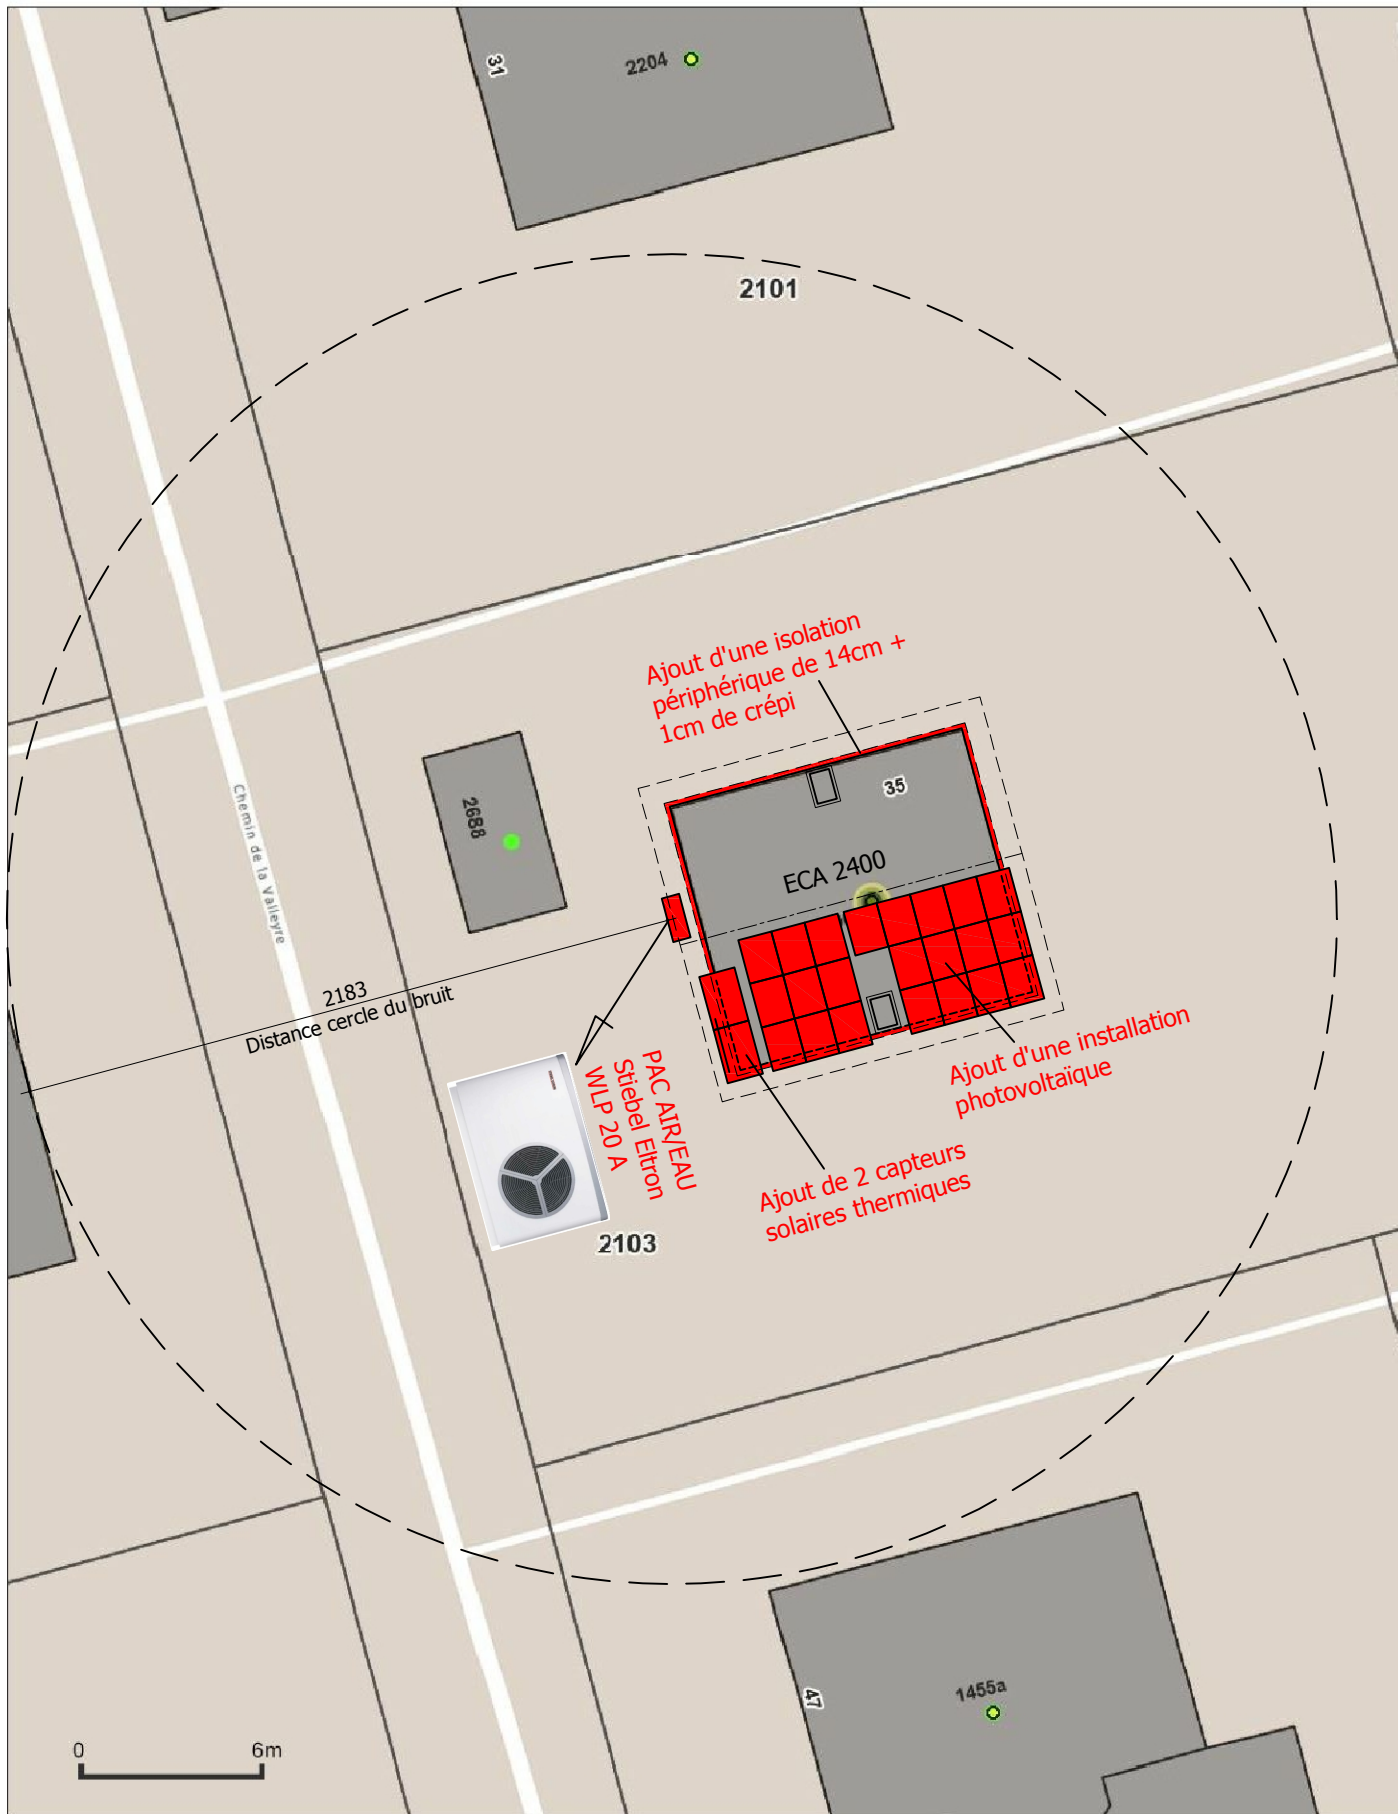 31
2204
2101
Ajout d'une isolation
périphérique de 14cm +
1cm de crépi
35
2688
ECA 2400
Chemin de la Valleyre
2183
Distance cercle du bruit
PAC AIR/EAU
Stiebel Eltron
WLP 20 A
Ajout d'une installation
photovoltaïque
Ajout de 2 capteurs
solaires thermiques
2103
47
1455a
0
6m